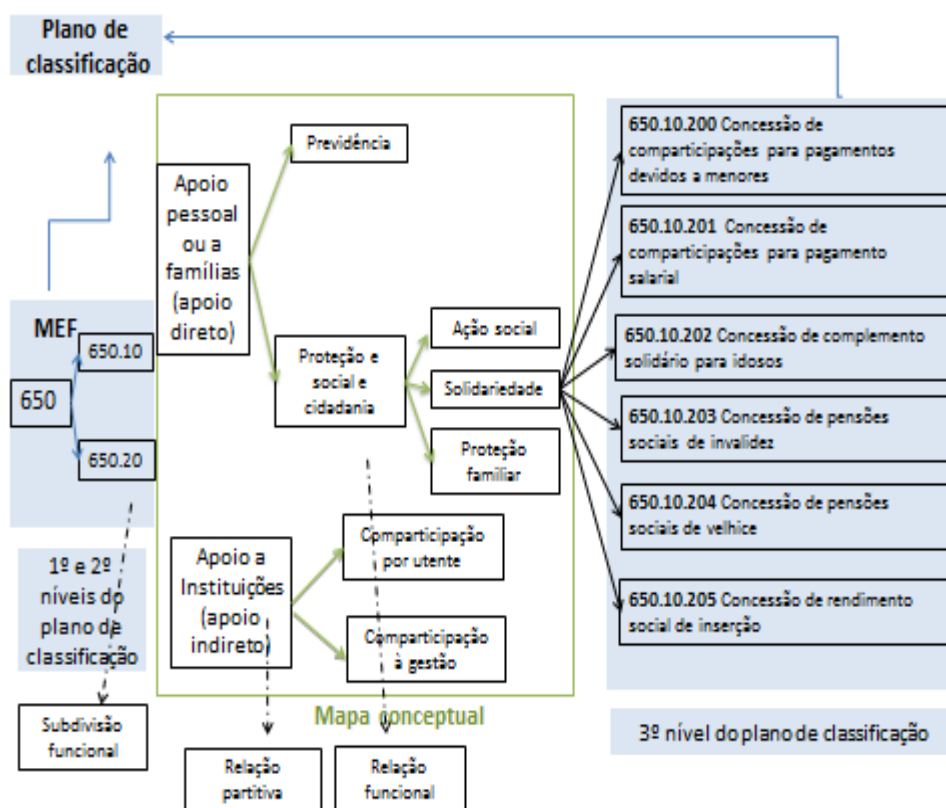 Plano de
classificação
MEF
650
650.10
650.20
1º e 2º
níveis do
plano de
classificação
Subdivisão
funcional
Apoio
pessoal
ou a
famílias
(apoio
direto)
Previdência
Proteção e
social e
cidadania
Ação social
Solidariedade
Proteção
familiar
Apoio a
Instituições
(apoio
indireto)
Comparticipação
por utente
Comparticipação
à gestão
Mapa conceptual
Relação
partitiva
Relação
funcional
650.10.200 Concessão de
comparticipações para pagamentos
devidos a menores
650.10.201 Concessão de
comparticipações para pagamento
salarial
650.10.202 Concessão de complemento
solidário para idosos
650.10.203 Concessão de pensões
sociais de invalidez
650.10.204 Concessão de pensões
sociais de velhice
650.10.205 Concessão de rendimento
social de inserção
3º nível do plano de classificação